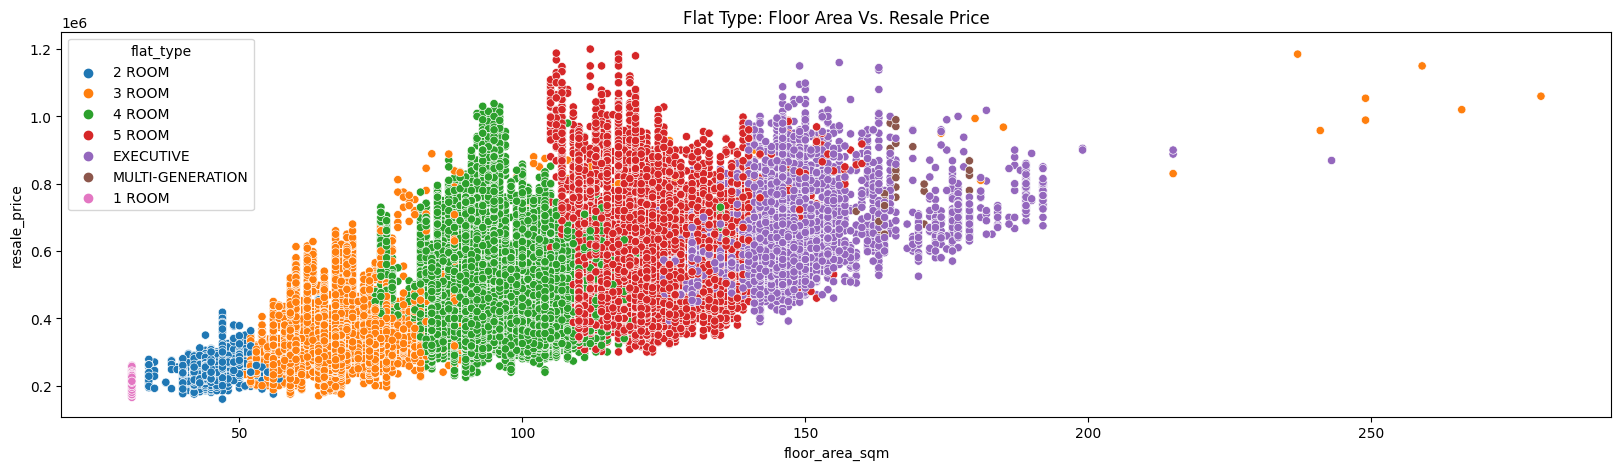 Flat Type: Floor Area Vs. Resale Price
1e6
flat_type
2 ROOM
3 ROOM
4 ROOM
5 ROOM
EXECUTIVE
MULTI-GENERATION
1 ROOM
resale_price
1.2
1.0
0.8
0.6
0.4
0.2
50
100
150
200
250
floor_area_sqm